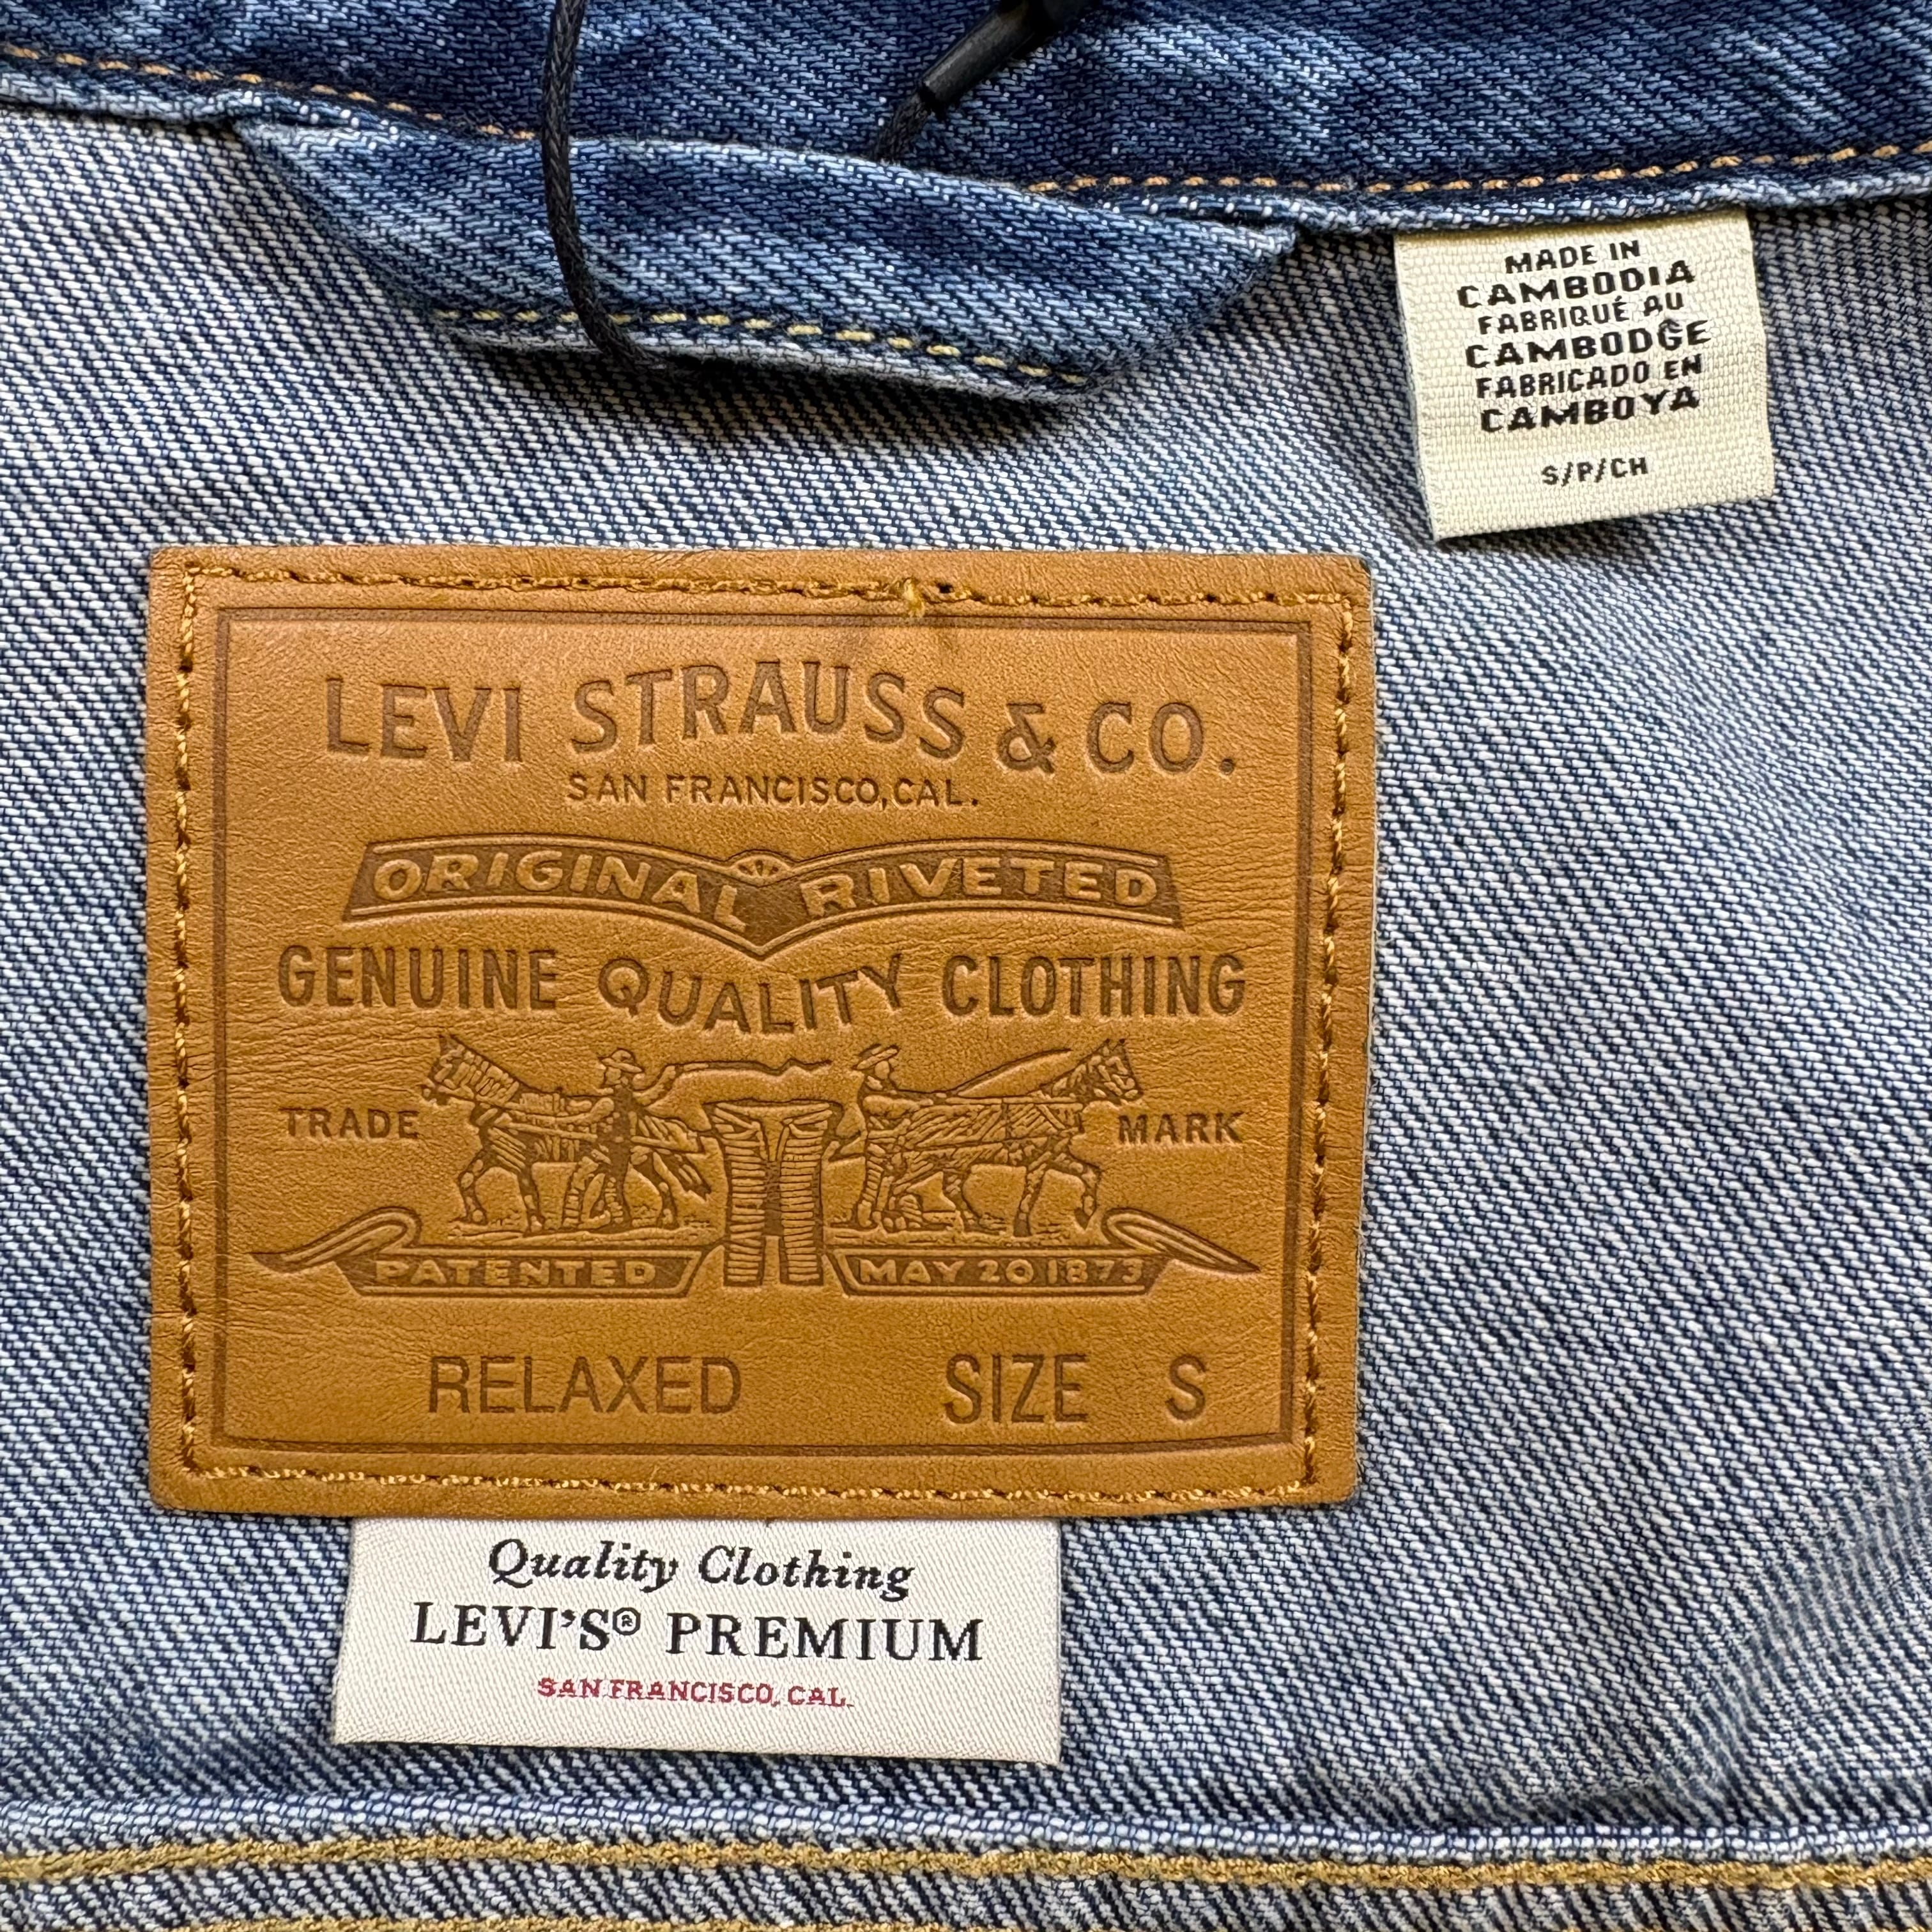 MADE IN
CAMBODIA
FABRIQUÉ AU
CAMBODGE
FABRICADO EN
CAMBOYA
S/P/CH
LEVI STRAUSS & CO.
SAN FRANCISCO, CAL.
ORIGINAL RIVETED
GENUINE QUALITY CLOTHING
TRADE MARK
PATENTED MAY 20 1873
RELAXED SIZE S
Quality Clothing
LEVI'S® PREMIUM
SAN FRANCISCO, CAL.